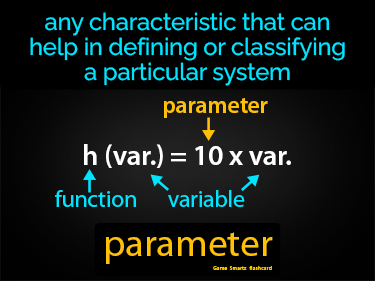 any characteristic that can
help in defining or classifying
a particular system
parameter
h (var.) = 10 x var.
function
variable
parameter
Game Smartz flashcard